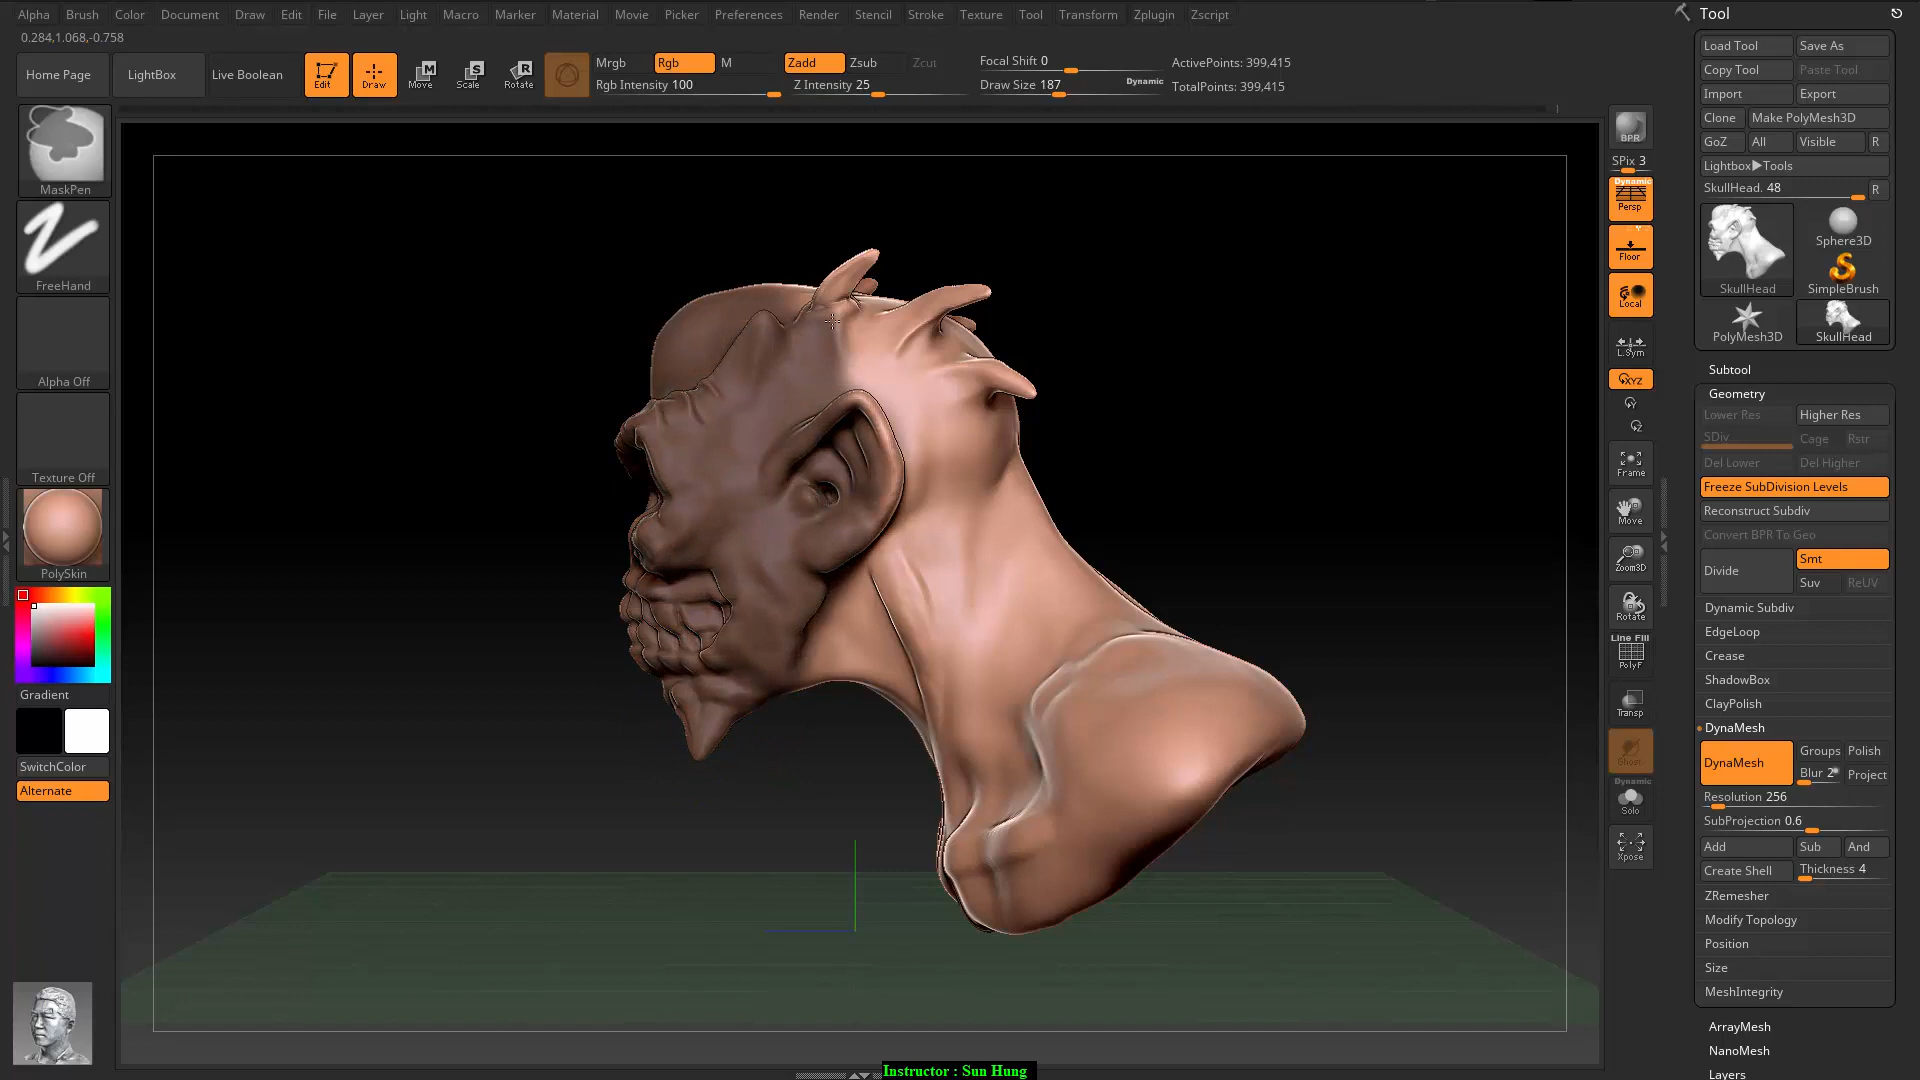 Alpha Brush Color Document Draw Edit File Layer Light Macro Marker Material Movie Picker Preferences Render Stencil Stroke Texture Tool Transform Zplugin Zscript
0.284,1.068,-0.758
Home Page LightBox Live Boolean Edit Draw Move Scale Rotate
Mrgb Rgb M Zadd Zsub Zcut
Rgb Intensity 100 Z Intensity 25
Focal Shift 0
Draw Size 187 Dynamic
ActivePoints: 399,415
TotalPoints: 399,415
MaskPen
FreeHand
Alpha Off
Texture Off
PolySkin
Gradient
SwitchColor
Alternate
BPR
SPix 3
Dynamic
Persp
Floor
Local
L.Sym
XYZ
Y
Z
Frame
Move
Zoom3D
Rotate
Line Fill
PolyF
Transp
Ghost
Dynamic
Solo
Xpose
Tool
Load Tool Save As
Copy Tool Paste Tool
Import Export
Clone Make PolyMesh3D
GoZ All Visible R
Lightbox▶Tools
SkullHead. 48 R
SkullHead Sphere3D
SimpleBrush
PolyMesh3D SkullHead
Subtool
Geometry
Lower Res Higher Res
SDiv Cage Rstr
Del Lower Del Higher
Freeze SubDivision Levels
Reconstruct Subdiv
Convert BPR To Geo
Divide Smt
Suv ReUV
Dynamic Subdiv
EdgeLoop
Crease
ShadowBox
ClayPolish
DynaMesh
DynaMesh Groups Polish
Blur 2 Project
Resolution 256
SubProjection 0.6
Add Sub And
Create Shell Thickness 4
ZRemesher
Modify Topology
Position
Size
MeshIntegrity
ArrayMesh
NanoMesh
Layers
Instructor : Sun Hung